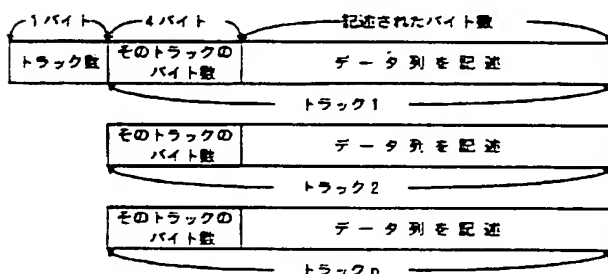 1バイト 4バイト 記述されたバイト数
トラック数 そのトラックのバイト数 データ列を記述
トラック1
そのトラックのバイト数 データ列を記述
トラック2
そのトラックのバイト数 データ列を記述
トラックn